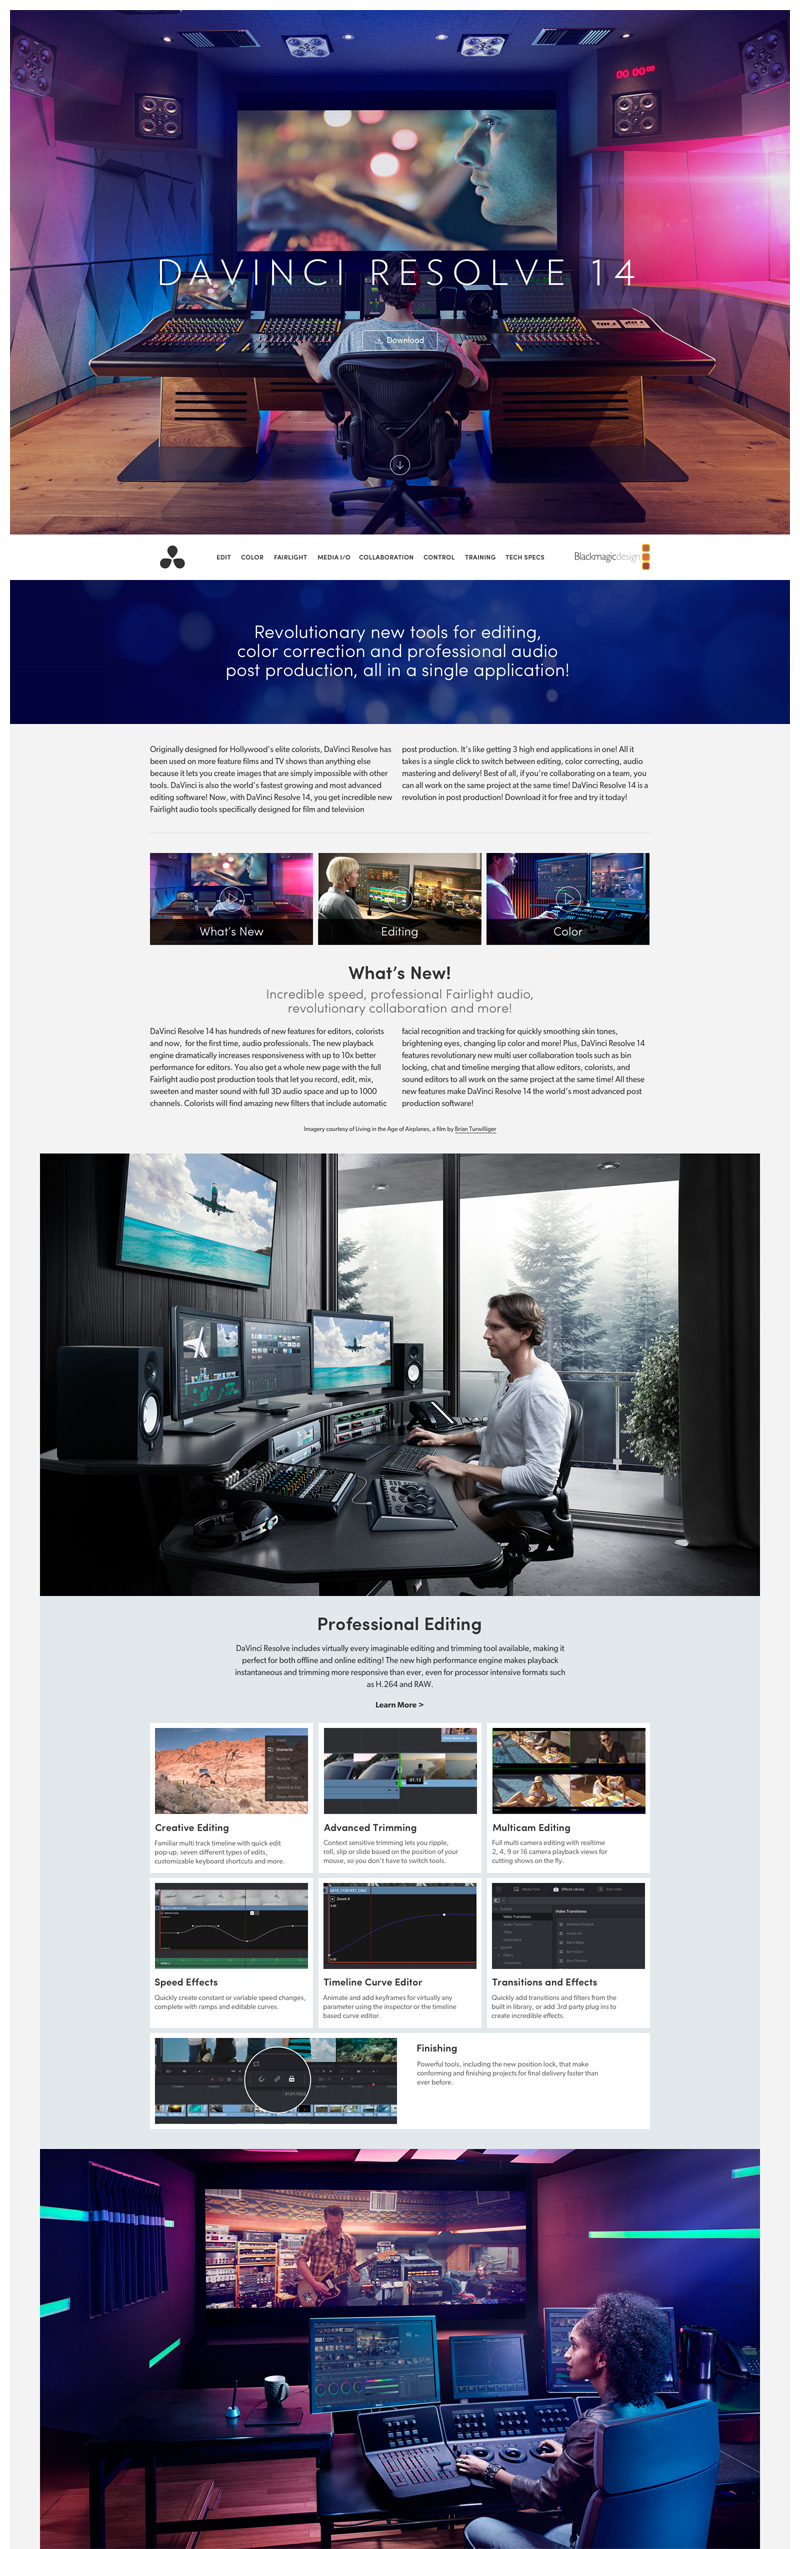 00 00:00
DAVINCI RESOLVE 14
Download
EDIT COLOR FAIRLIGHT MEDIA I/O COLLABORATION CONTROL TRAINING TECH SPECS
Blackmagicdesign
Revolutionary new tools for editing,
color correction and professional audio
post production, all in a single application!
Originally designed for Hollywood's elite colorists, DaVinci Resolve has
been used on more feature films and TV shows than anything else
because it lets you create images that are simply impossible with other
tools. DaVinci is also the world's fastest growing and most advanced
editing software! Now, with DaVinci Resolve 14, you get incredible new
Fairlight audio tools specifically designed for film and television
post production. It's like getting 3 high end applications in one! All it
takes is a single click to switch between editing, color correcting, audio
mastering and delivery! Best of all, if you're collaborating on a team, you
can all work on the same project at the same time! DaVinci Resolve 14 is a
revolution in post production! Download it for free and try it today!
What's New
Editing
Color
What's New!
Incredible speed, professional Fairlight audio,
revolutionary collaboration and more!
DaVinci Resolve 14 has hundreds of new features for editors, colorists
and now, for the first time, audio professionals. The new playback
engine dramatically increases responsiveness with up to 10x better
performance for editors. You also get a whole new page with the full
Fairlight audio post production tools that let you record, edit, mix,
sweeten and master sound with full 3D audio space and up to 1000
channels. Colorists will find amazing new filters that include automatic
facial recognition and tracking for quickly smoothing skin tones,
brightening eyes, changing lip color and more! Plus, DaVinci Resolve 14
features revolutionary new multi user collaboration tools such as bin
locking, chat and timeline merging that allow editors, colorists, and
sound editors to all work on the same project at the same time! All these
new features make DaVinci Resolve 14 the world's most advanced post
production software!
Imagery courtesy of Living in the Age of Airplanes, a film by Brian Turwilliger
Professional Editing
DaVinci Resolve includes virtually every imaginable editing and trimming tool available, making it
perfect for both offline and online editing! The new high performance engine makes playback
instantaneous and trimming more responsive than ever, even for processor intensive formats such
as H.264 and RAW.
Learn More >
-01:13
Creative Editing
Familiar multi track timeline with quick edit
pop-up, seven different types of edits,
customizable keyboard shortcuts and more.
Advanced Trimming
Context sensitive trimming lets you ripple,
roll, slip or slide based on the position of your
mouse, so you don't have to switch tools.
Multicam Editing
Full multi camera editing with realtime
2, 4, 9 or 16 camera playback views for
cutting shows on the fly.
Zoom X
Effects Library
Video Transitions
Video Transitions
Speed Effects
Quickly create constant or variable speed changes,
complete with ramps and editable curves.
Timeline Curve Editor
Animate and add keyframes for virtually any
parameter using the inspector or the timeline
based curve editor.
Transitions and Effects
Quickly add transitions and filters from the
built in library, or add 3rd party plug ins to
create incredible effects.
Finishing
Powerful tools, including the new position lock, that make
conforming and finishing projects for final delivery faster than
ever before.